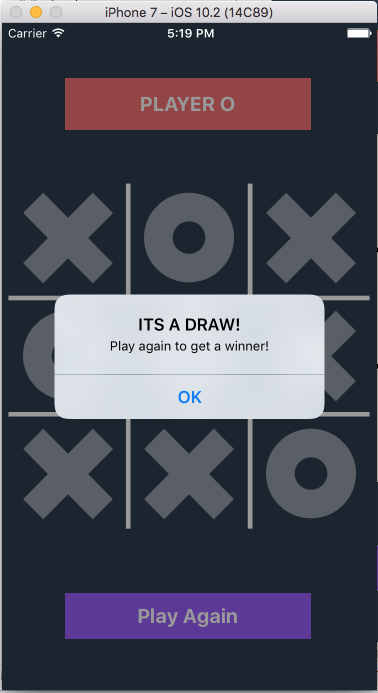 iPhone 7 – iOS 10.2 (14C89)
Carrier 5:19 PM
PLAYER O
ITS A DRAW!
Play again to get a winner!
OK
Play Again